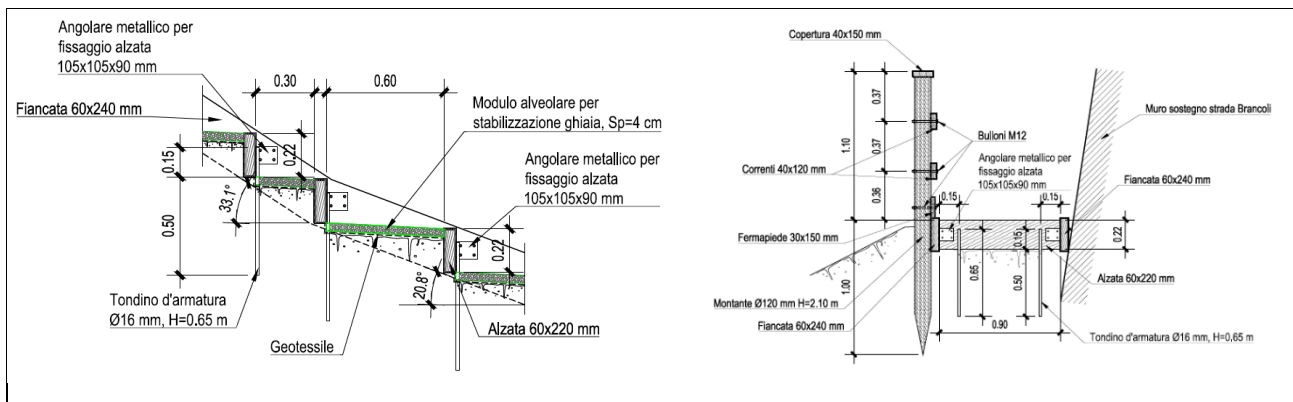 Angolare metallico per
fissaggio alzata
105x105x90 mm
Fiancata 60x240 mm
0.30
0.60
Modulo alveolare per
stabilizzazione ghiaia, Sp=4 cm
Angolare metallico per
fissaggio alzata
105x105x90 mm
0.15
0.22
33.1°
0.50
0.22
20.8°
Tondino d'armatura
Ø16 mm, H=0.65 m
Geotessile
Alzata 60x220 mm
Copertura 40x150 mm
0.37
1.10
Bulloni M12
Muro sostegno strada Brancoli
0.37
Angolare metallico per
fissaggio alzata
105x105x90 mm
Correnti 40x120 mm
Fiancata 60x240 mm
0.36
0.15
0.15
Fermapiede 30x150 mm
0.15
0.22
0.65
0.50
Alzata 60x220 mm
1.00
Montante Ø120 mm H=2.10 m
0.90
Fiancata 60x240 mm
Tondino d'armatura Ø16 mm, H=0,65 m